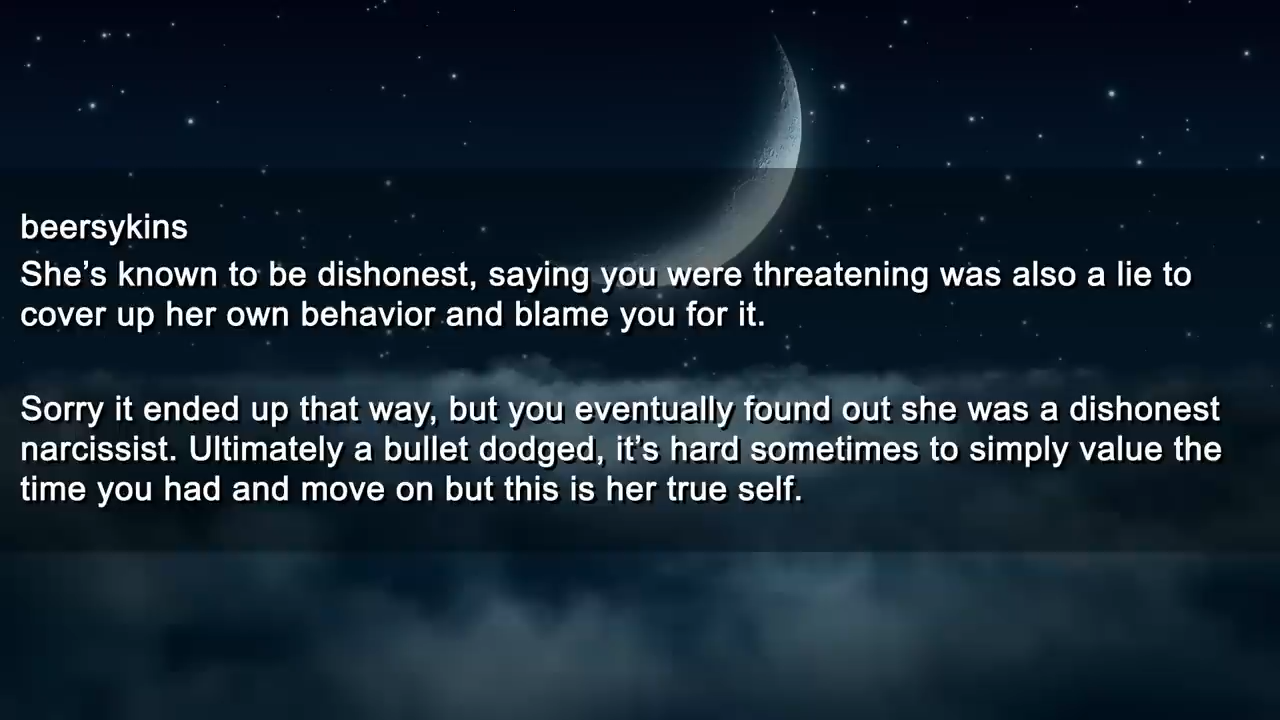 beersykins
She’s known to be dishonest, saying you were threatening was also a lie to
cover up her own behavior and blame you for it.
Sorry it ended up that way, but you eventually found out she was a dishonest
narcissist. Ultimately a bullet dodged, it’s hard sometimes to simply value the
time you had and move on but this is her true self.